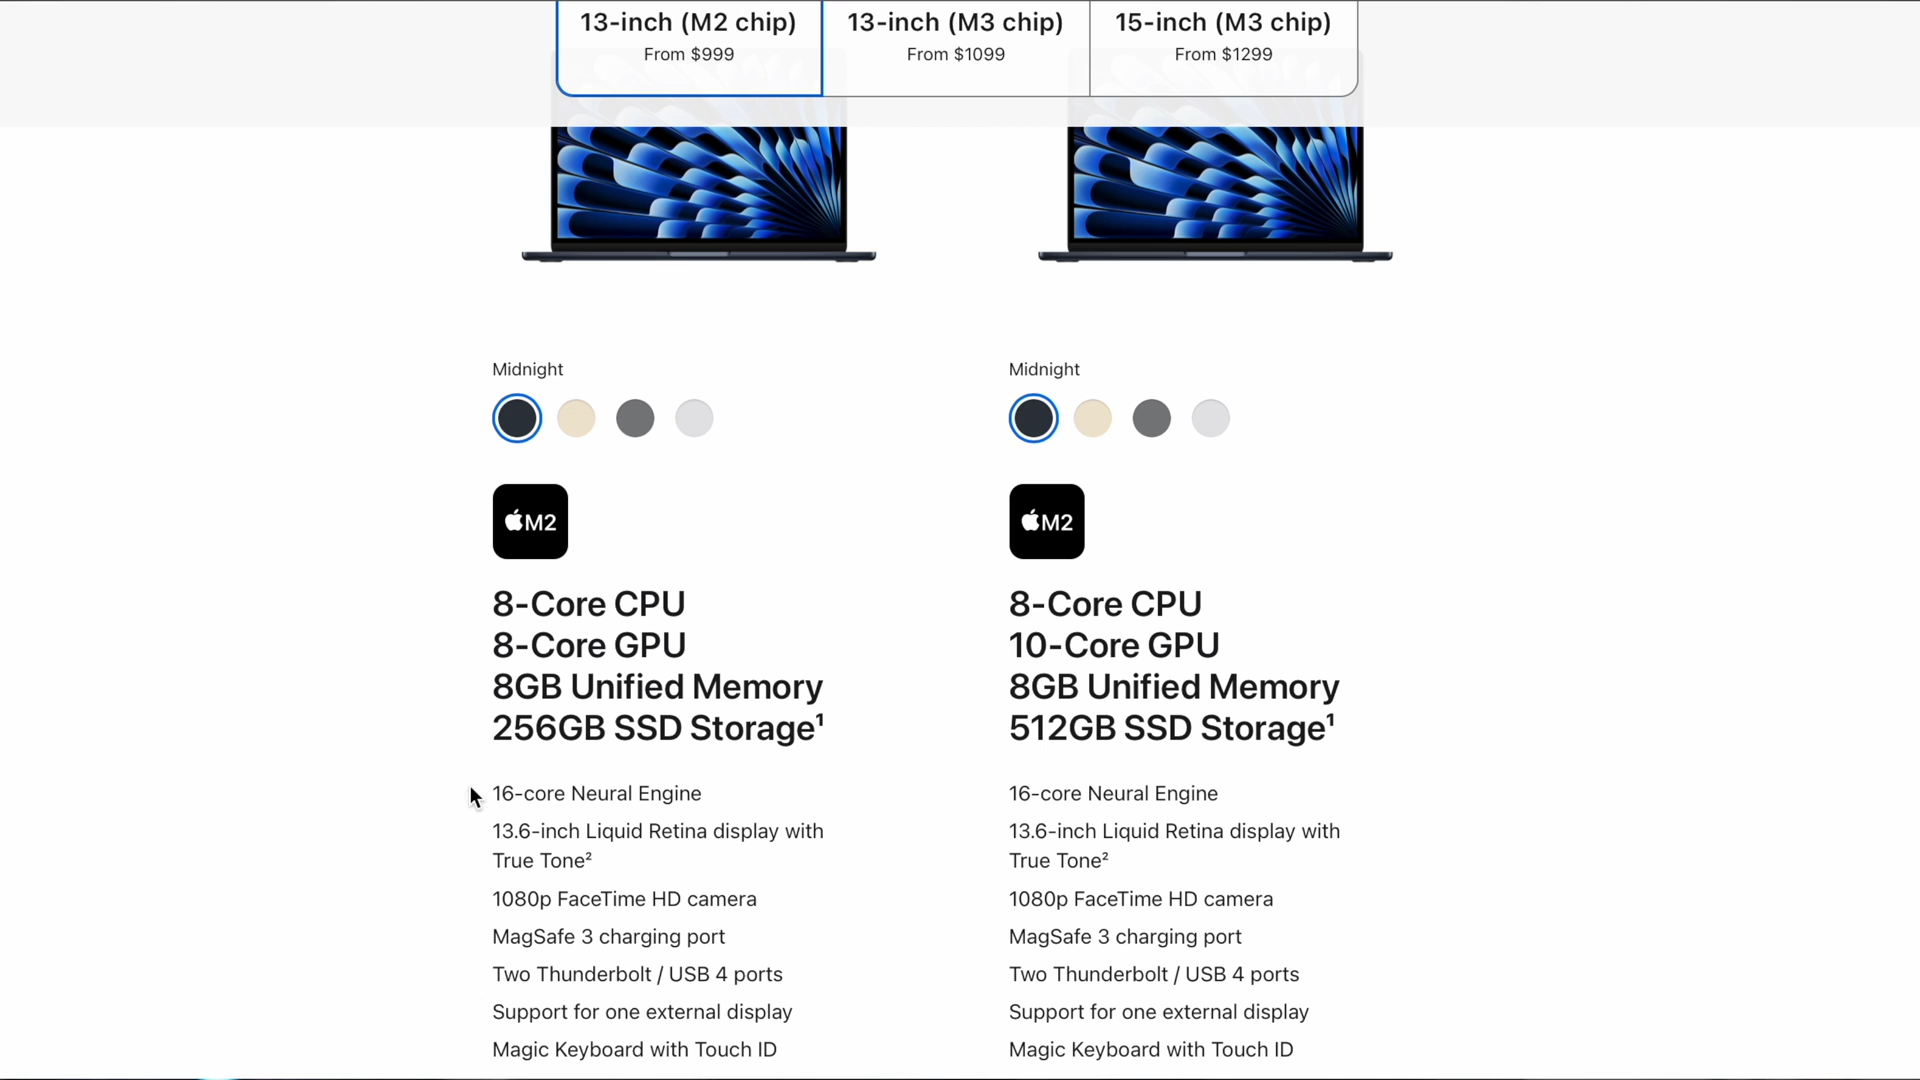 13-inch (M2 chip)
From $999
13-inch (M3 chip)
From $1099
15-inch (M3 chip)
From $1299
Midnight
M2
8-Core CPU
8-Core GPU
8GB Unified Memory
256GB SSD Storage¹
16-core Neural Engine
13.6-inch Liquid Retina display with
True Tone²
1080p FaceTime HD camera
MagSafe 3 charging port
Two Thunderbolt / USB 4 ports
Support for one external display
Magic Keyboard with Touch ID
Midnight
M2
8-Core CPU
10-Core GPU
8GB Unified Memory
512GB SSD Storage¹
16-core Neural Engine
13.6-inch Liquid Retina display with
True Tone²
1080p FaceTime HD camera
MagSafe 3 charging port
Two Thunderbolt / USB 4 ports
Support for one external display
Magic Keyboard with Touch ID